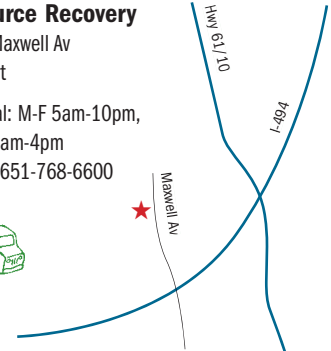 urce Recovery
Maxwell Av
t
al: M-F 5am-10pm,
am-4pm
651-768-6600
Hwy 61/10
I-494
Maxwell Av